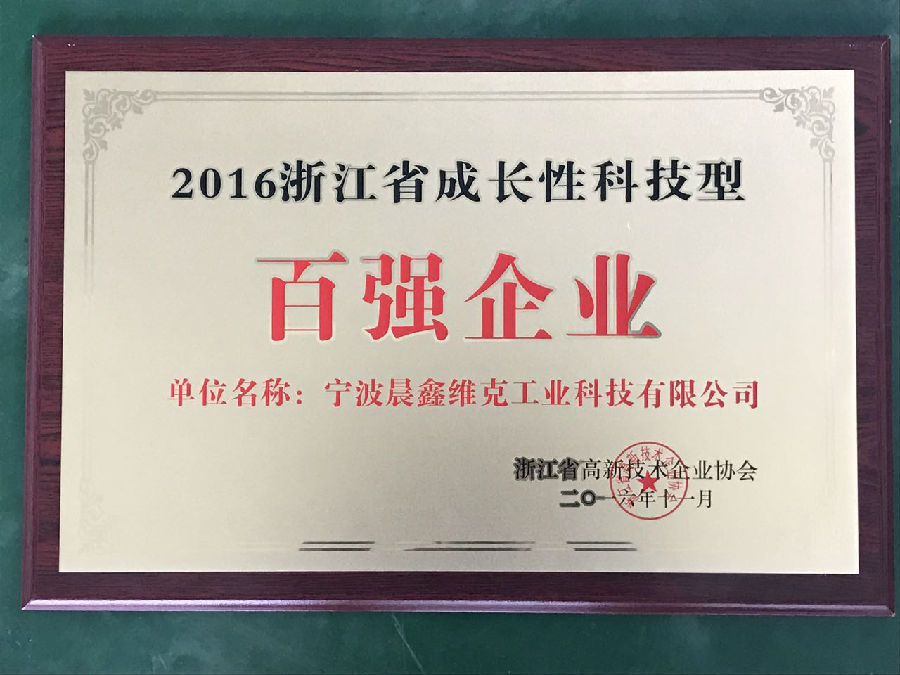 2016浙江省成长性科技型
百强企业
单位名称：宁波晨鑫维克工业科技有限公司
浙江省高新技术企业协会
二〇一六年十一月